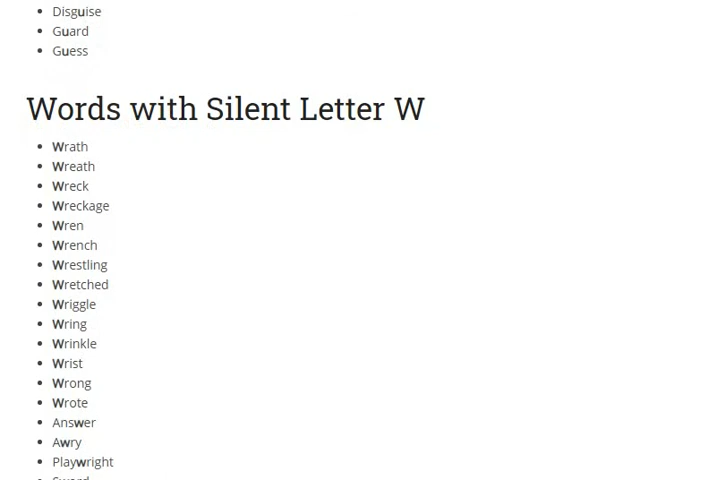 Disguise
Guard
Guess
Words with Silent Letter W
Wrath
Wreath
Wreck
Wreckage
Wren
Wrench
Wrestling
Wretched
Wriggle
Wring
Wrinkle
Wrist
Wrong
Wrote
Answer
Awry
Playwright
Sword